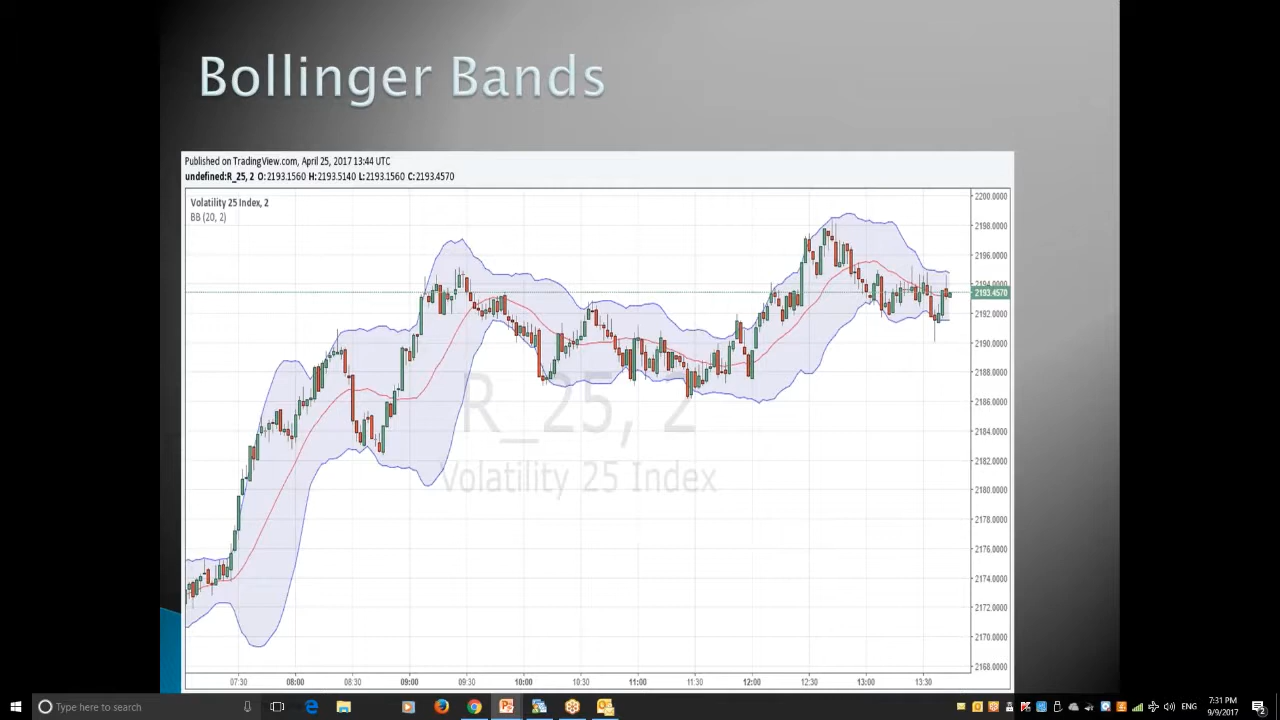 Bollinger Bands
Published on TradingView.com, April 25, 2017 13:44 UTC
undefined:R_25, 2 O:2193.1560 H:2193.5140 L:2193.1560 C:2193.4570
Volatility 25 Index, 2
BB (20, 2)
2200.0000
2198.0000
2196.0000
2194.0000
2193.4570
2192.0000
2190.0000
2188.0000
2186.0000
2184.0000
2182.0000
2180.0000
2178.0000
2176.0000
2174.0000
2172.0000
2170.0000
2168.0000
R_25, 2
Volatility 25 Index
07:30 08:00 08:30 09:00 09:30 10:00 10:30 11:00 11:30 12:00 12:30 13:00 13:30
Type here to search
7:31 PM
9/9/2017